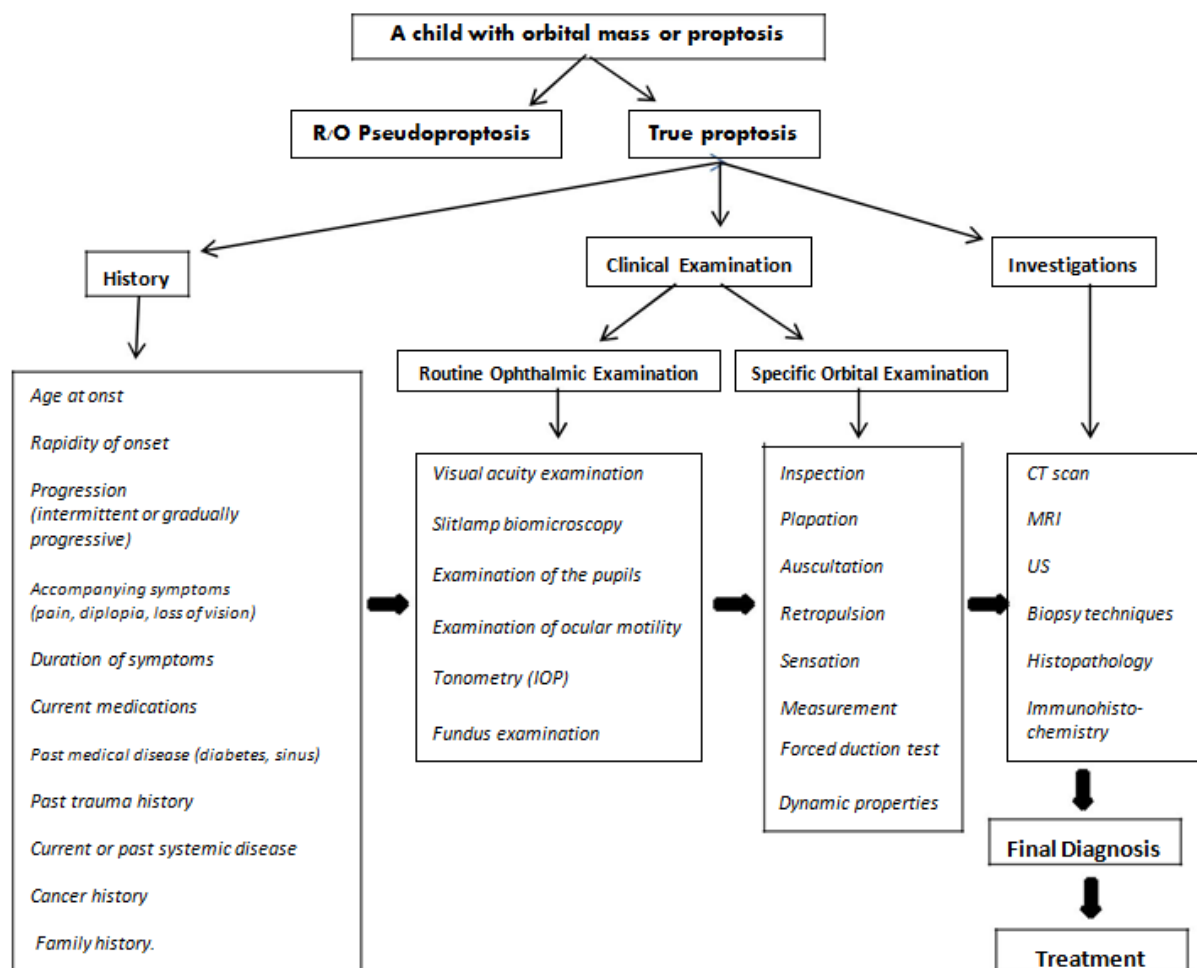 A child with orbital mass or proptosis
R/O Pseudoproptosis
True proptosis
History
Clinical Examination
Investigations
Routine Ophthalmic Examination
Specific Orbital Examination
Age at onst
Rapidity of onset
Progression
(intermittent or gradually
progressive)
Accompanying symptoms
(pain, diplopia, loss of vision)
Duration of symptoms
Current medications
Past medical disease (diabetes, sinus)
Past trauma history
Current or past systemic disease
Cancer history
Family history.
Visual acuity examination
Slitlamp biomicroscopy
Examination of the pupils
Examination of ocular motility
Tonometry (IOP)
Fundus examination
Inspection
Plapation
Auscultation
Retropulsion
Sensation
Measurement
Forced duction test
Dynamic properties
CT scan
MRI
US
Biopsy techniques
Histopathology
Immunohisto-
chemistry
Final Diagnosis
Treatment